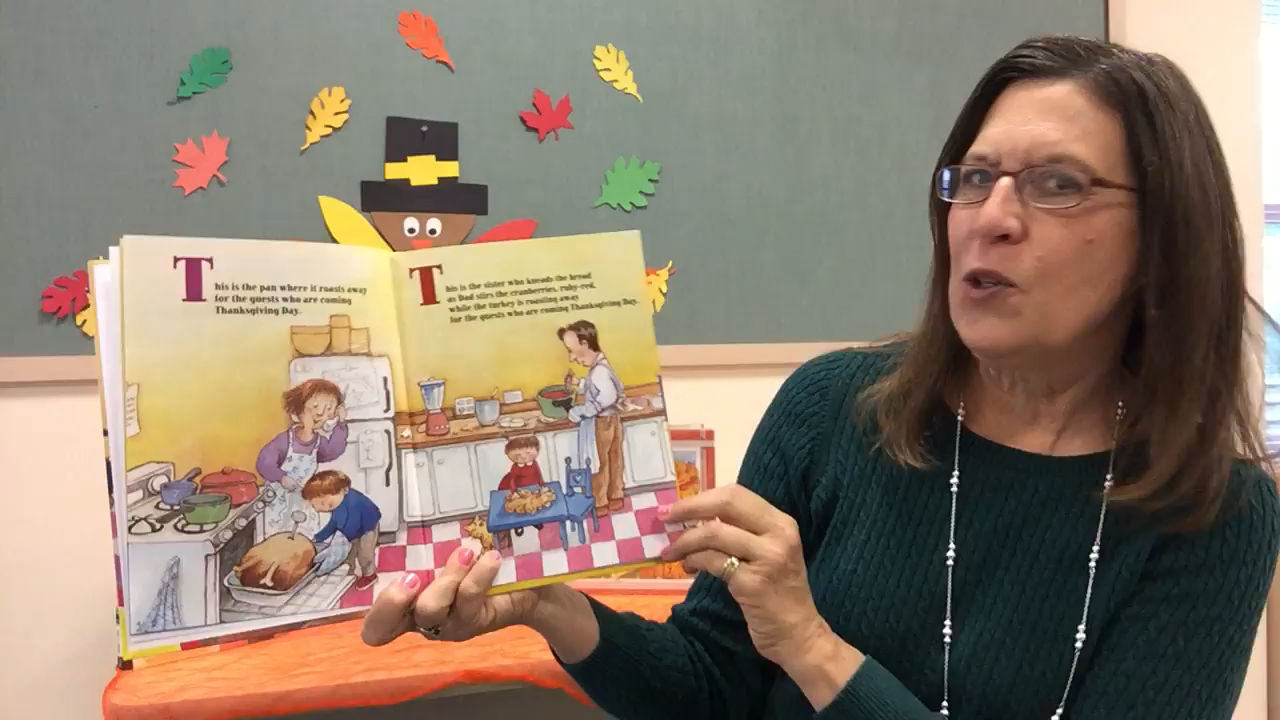 This is the pan where it roasts away
for the guests who are coming
Thanksgiving Day.
This is the sister who kneads the bread
as Dad stirs the cranberries, ruby-red,
while the turkey is roasting away
for the guests who are coming Thanksgiving Day.